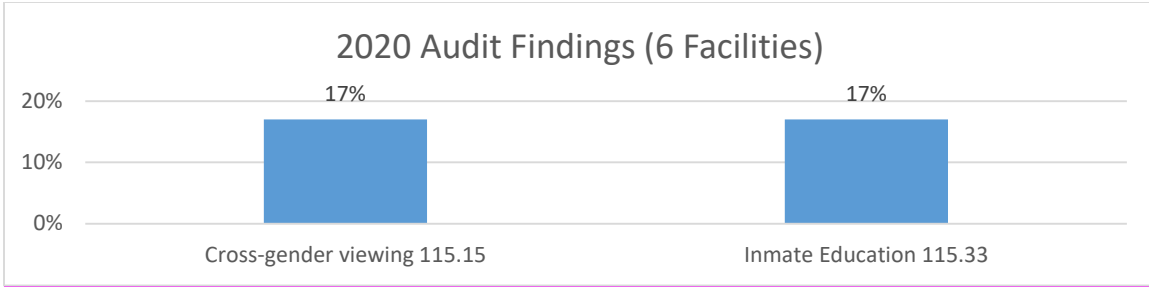 2020 Audit Findings (6 Facilities)
17% 17%
20%
10%
0%
Cross-gender viewing 115.15 Inmate Education 115.33